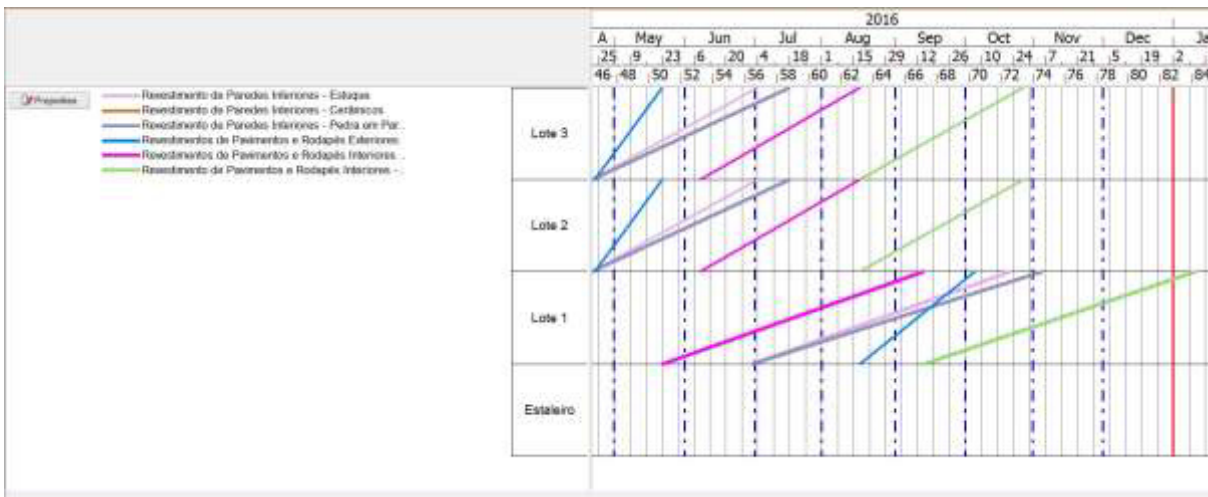 2016
A May Jun Jul Aug Sep Oct Nov Dec Ja
25 9 23 6 20 4 18 1 15 29 12 26 10 24 7 21 5 19 2
46 48 50 52 54 56 58 60 62 64 66 68 70 72 74 76 78 80 82 84
Revestimento de Paredes Interiores - Estuque
Revestimento de Paredes Interiores - Cerâmicos
Revestimento de Paredes Interiores - Pedra em Par..
Revestimentos de Pavimentos e Rodapés Exteriores
Revestimentos de Pavimentos e Rodapés Interiores ..
Revestimento de Pavimentos e Rodapés Interiores -..
Lote 3
Lote 2
Lote 1
Estaleiro